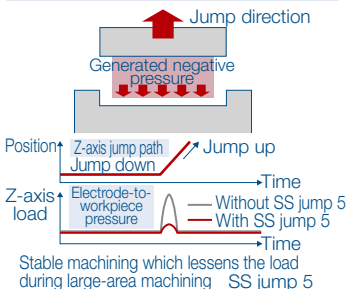 Jump direction
Generated negative
pressure
Position
Z-axis jump path
Jump down
Jump up
Time
Z-axis
load
Electrode-to-
workpiece
pressure
Without SS jump 5
With SS jump 5
Time
Stable machining which lessens the load
during large-area machining SS jump 5